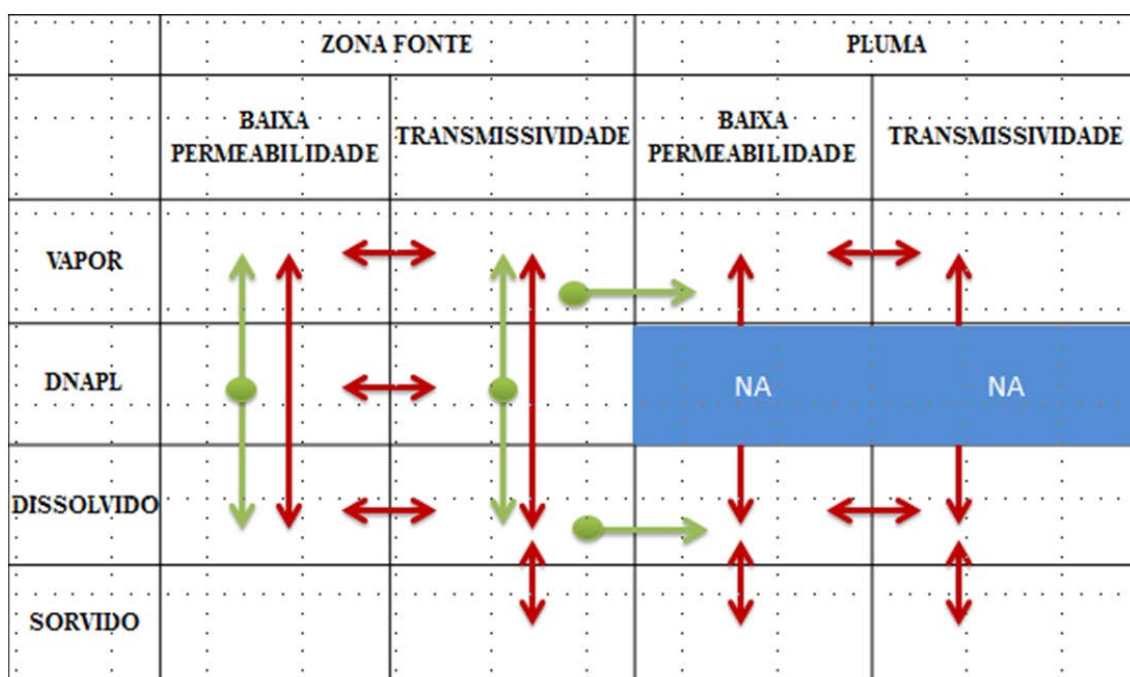 ZONA FONTE
PLUMA
BAIXA
PERMEABILIDADE
TRANSMISSIVIDADE
BAIXA
PERMEABILIDADE
TRANSMISSIVIDADE
VAPOR
DNAPL
NA
NA
DISSOLVIDO
SORVIDO